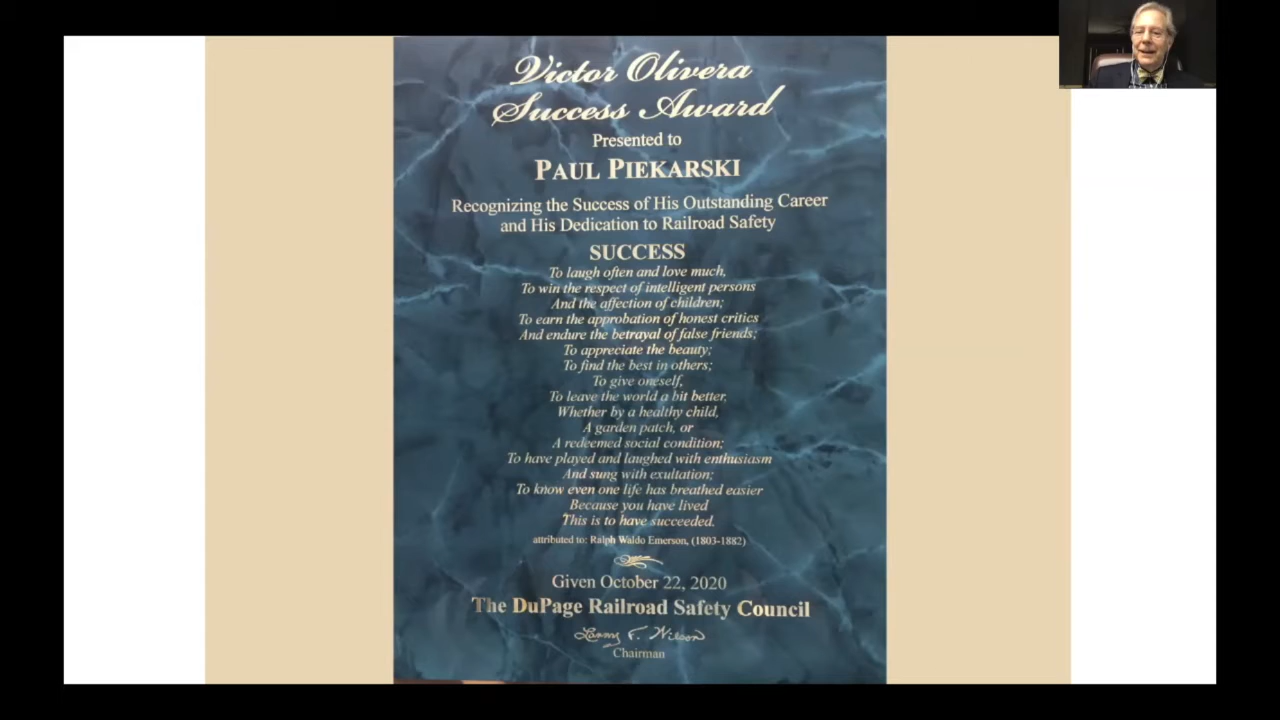 Victor Olivera
Success Award
Presented to
PAUL PIEKARSKI
Recognizing the Success of His Outstanding Career
and His Dedication to Railroad Safety
SUCCESS
To laugh often and love much,
To win the respect of intelligent persons
And the affection of children;
To earn the approbation of honest critics
And endure the betrayal of false friends;
To appreciate the beauty;
To find the best in others;
To give oneself,
To leave the world a bit better,
Whether by a healthy child,
A garden patch, or
A redeemed social condition;
To have played and laughed with enthusiasm
And sung with exultation;
To know even one life has breathed easier
Because you have lived
This is to have succeeded.
attributed to: Ralph Waldo Emerson, (1803-1882)
Given October 22, 2020
The DuPage Railroad Safety Council
Lanny F. Wilson
Chairman